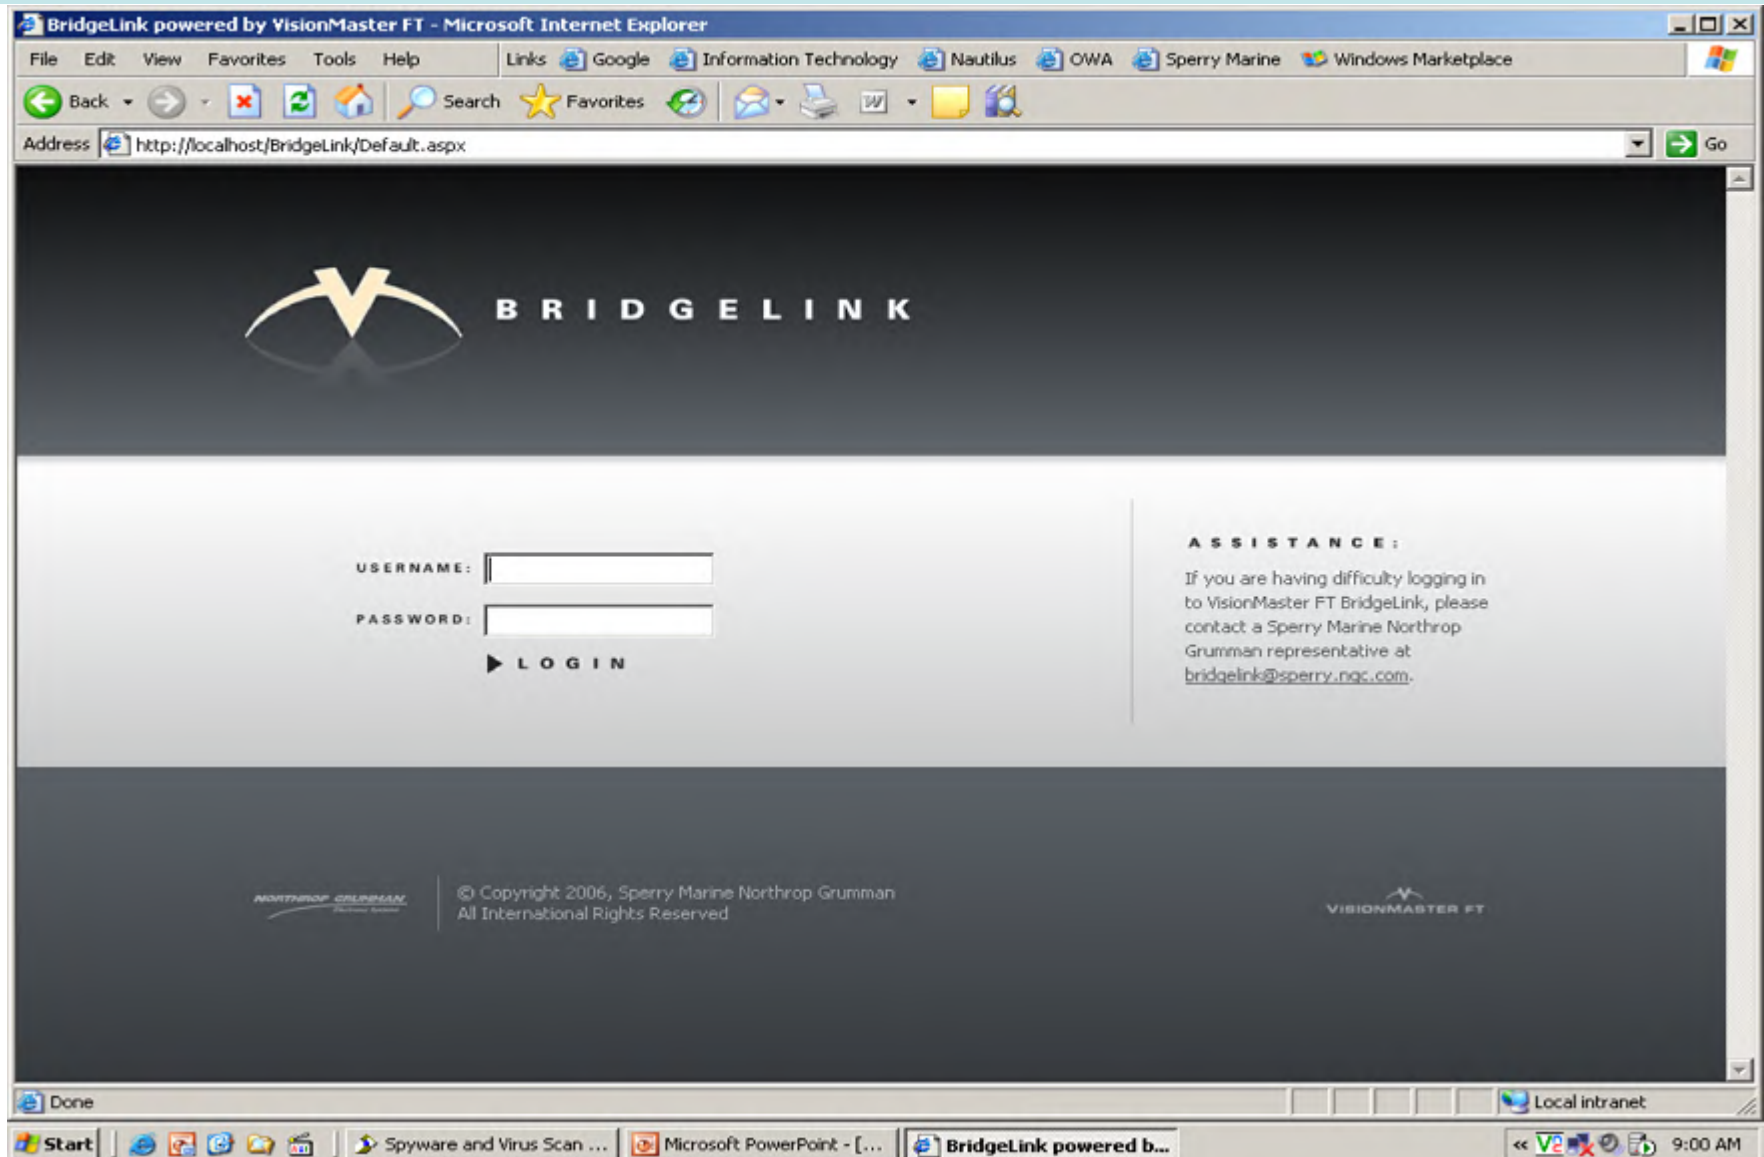 BridgeLink powered by VisionMaster FT - Microsoft Internet Explorer
File Edit View Favorites Tools Help Links Google Information Technology Nautilus OWA Sperry Marine Windows Marketplace
Back Search Favorites
Address http://localhost/BridgeLink/Default.aspx Go
BRIDGELINK
USERNAME:
PASSWORD:
LOGIN
ASSISTANCE:
If you are having difficulty logging in
to VisionMaster FT BridgeLink, please
contact a Sperry Marine Northrop
Grumman representative at
bridgelink@sperry.ngc.com.
NORTHROP GRUMMAN
© Copyright 2006, Sperry Marine Northrop Grumman
All International Rights Reserved
VISIONMASTER FT
Done Local intranet
Start Spyware and Virus Scan ... Microsoft PowerPoint - [... BridgeLink powered b... « 9:00 AM